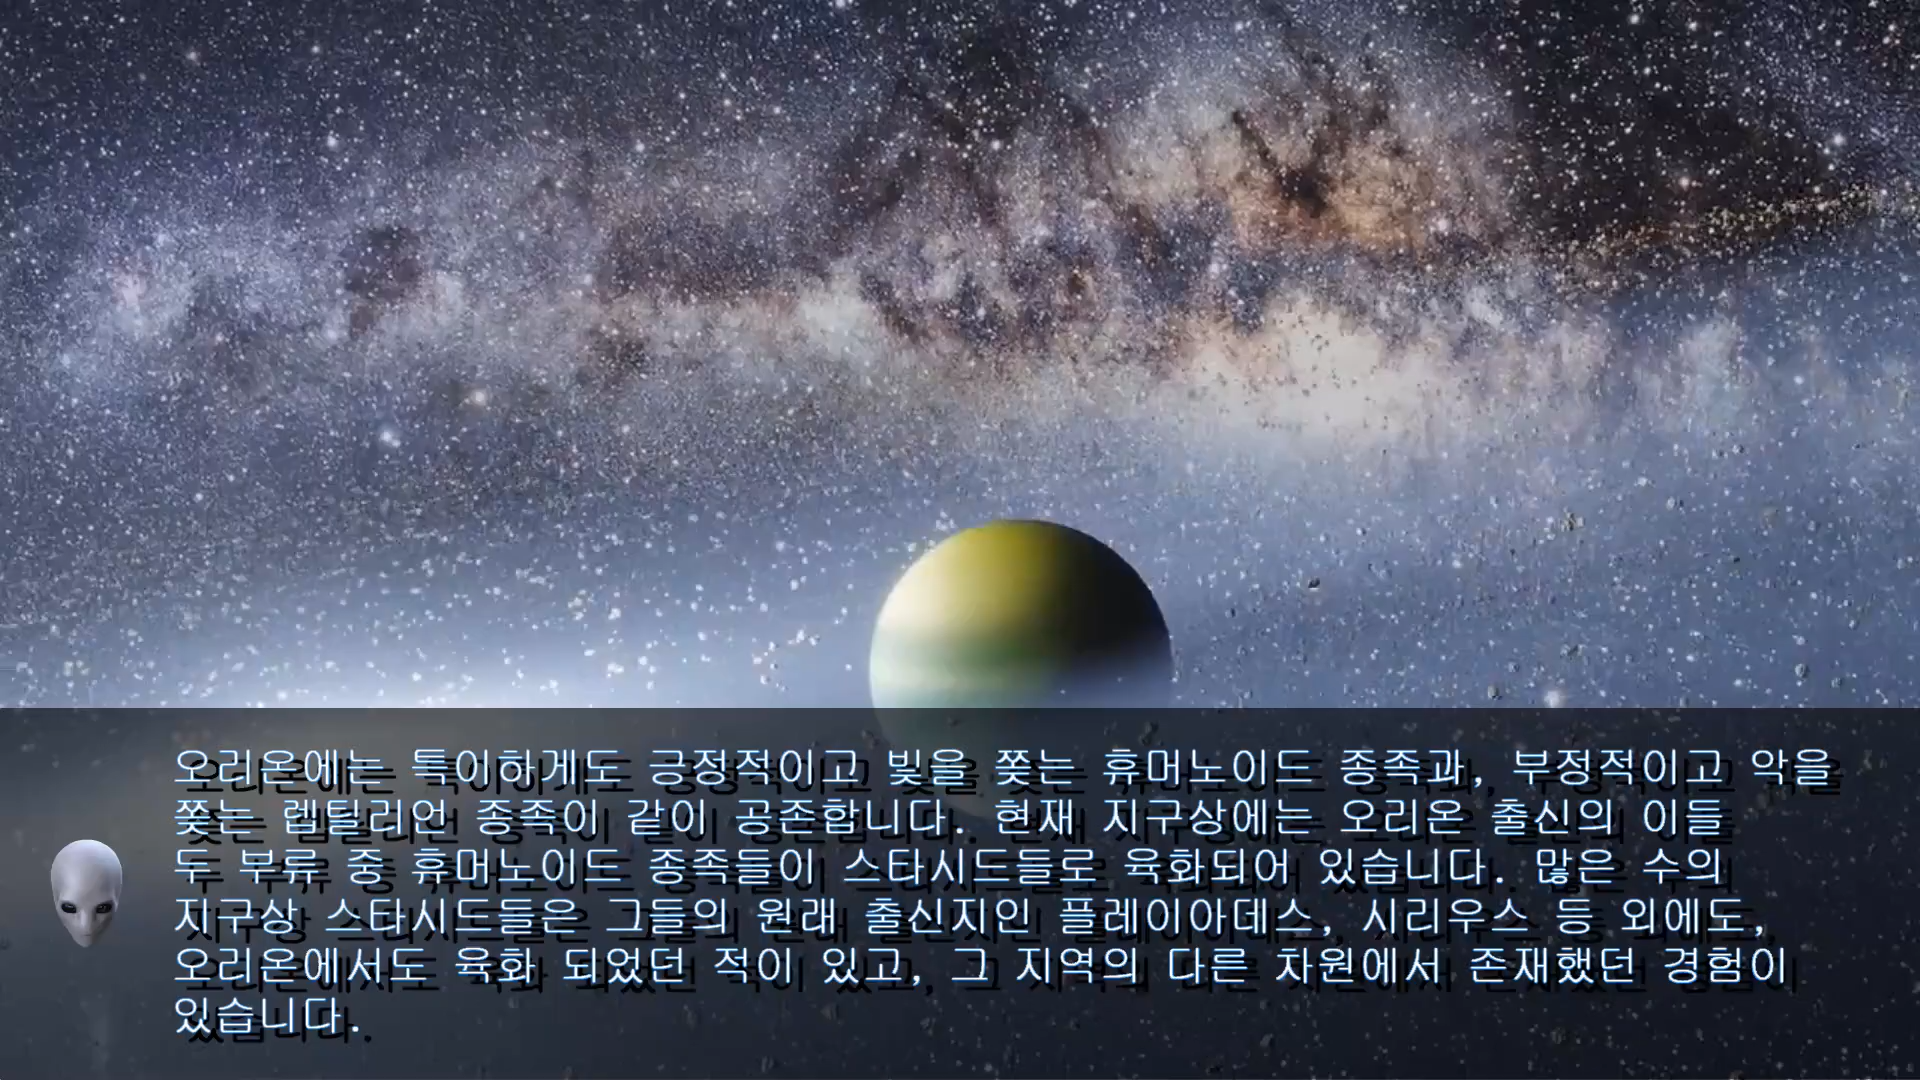 오리온에는 특이하게도 긍정적이고 빛을 쫓는 휴머노이드 종족과, 부정적이고 악을
쫓는 렙틸리언 종족이 같이 공존합니다. 현재 지구상에는 오리온 출신의 이들
두 부류 중 휴머노이드 종족들이 스타시드들로 육화되어 있습니다. 많은 수의
지구상 스타시드들은 그들의 원래 출신지인 플레이아데스, 시리우스 등 외에도,
오리온에서도 육화 되었던 적이 있고, 그 지역의 다른 차원에서 존재했던 경험이
있습니다.